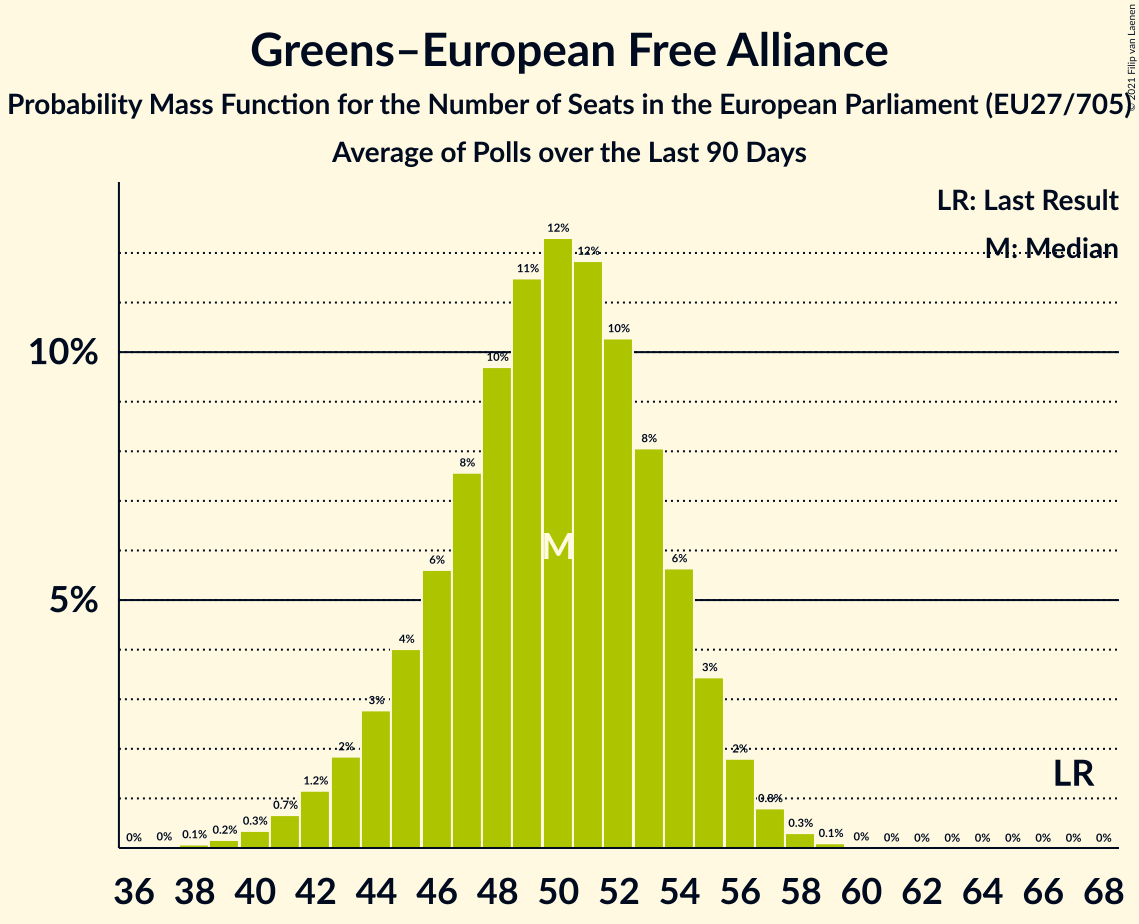 Greens–European Free Alliance
Probability Mass Function for the Number of Seats in the European Parliament (EU27/705)
Average of Polls over the Last 90 Days
© 2021 Filip van Laenen
LR: Last Result
M: Median
10%
5%
0% 0% 0.1% 0.2% 0.3% 0.7% 1.2% 2% 3% 4% 6% 8% 10% 11% 12% 12% 10% 8% 6% 3% 2% 0.8% 0.3% 0.1% 0% 0% 0% 0% 0% 0% 0% 0% 0%
M
LR
36 38 40 42 44 46 48 50 52 54 56 58 60 62 64 66 68